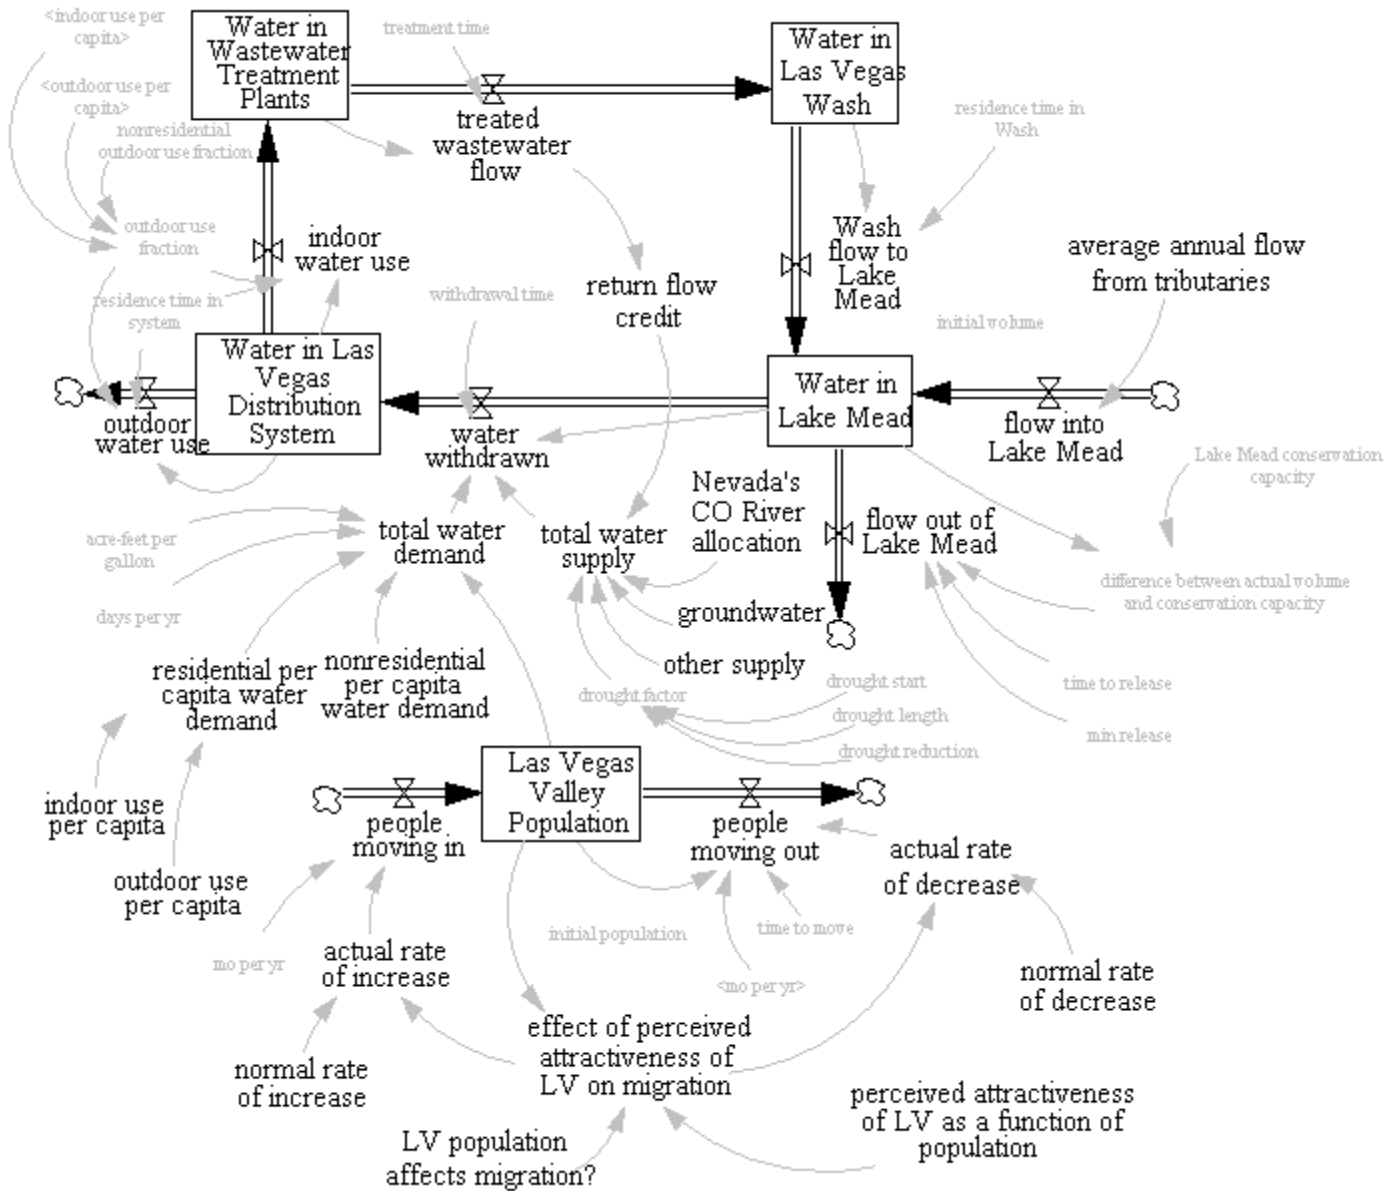 <indoor use per
capita>
Water in
Wastewater
Treatment
Plants
treatment time
Water in
Las Vegas
Wash
<outdoor use per
capita>
nonresidential
outdoor use fraction
treated
wastewater
flow
residence time in
Wash
outdoor use
fraction
indoor
water use
Wash
flow to
Lake
Mead
average annual flow
from tributaries
residence time in
system
withdrawal time
return flow
credit
initial volume
Water in Las
Vegas
Distribution
System
Water in
Lake Mead
outdoor
water use
water
withdrawn
flow into
Lake Mead
Lake Mead conservation
capacity
Nevada's
CO River
allocation
acre-feet per
gallon
total water
demand
total water
supply
flow out of
Lake Mead
difference between actual volume
and conservation capacity
days per yr
groundwater
residential per
capita water
demand
nonresidential
per capita
water demand
other supply
drought factor
drought start
drought length
drought reduction
time to release
min release
indoor use
per capita
Las Vegas
Valley
Population
people
moving in
people
moving out
actual rate
of decrease
outdoor use
per capita
initial population
time to move
mo per yr
actual rate
of increase
<mo per yr>
normal rate
of decrease
effect of perceived
attractiveness of
LV on migration
normal rate
of increase
perceived attractiveness
of LV as a function of
population
LV population
affects migration?